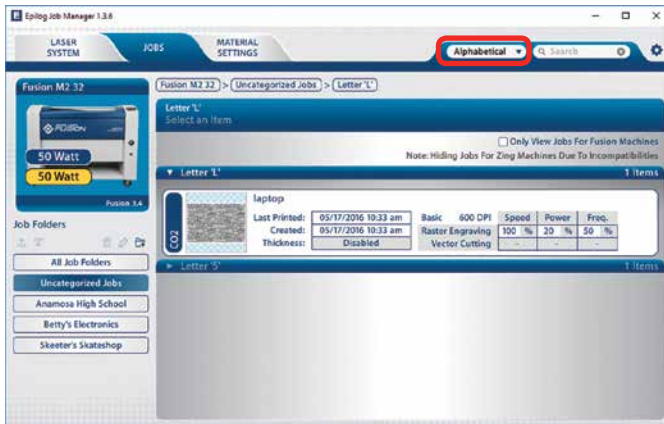 Epilog Job Manager 1.3.6
LASER SYSTEM
JOBS
MATERIAL SETTINGS
Alphabetical
Search
Fusion M2 32
Fusion M2 32 > Uncategorized Jobs > Letter 'L'
Letter 'L'
Select an Item
FUSION
50 Watt
50 Watt
Fusion 3.4
Only View Jobs For Fusion Machines
Note: Hiding Jobs For Zing Machines Due To Incompatibilities
Letter 'L' 1 Items
CO2
laptop
Last Printed: 05/17/2016 10:33 am
Created: 05/17/2016 10:33 am
Thickness: Disabled
Basic 600 DPI Speed Power Freq.
Raster Engraving 100 % 20 % 50 %
Vector Cutting - - -
Letter 'S' 1 Items
Job Folders
All Job Folders
Uncategorized Jobs
Anamosa High School
Betty's Electronics
Skeeter's Skateshop